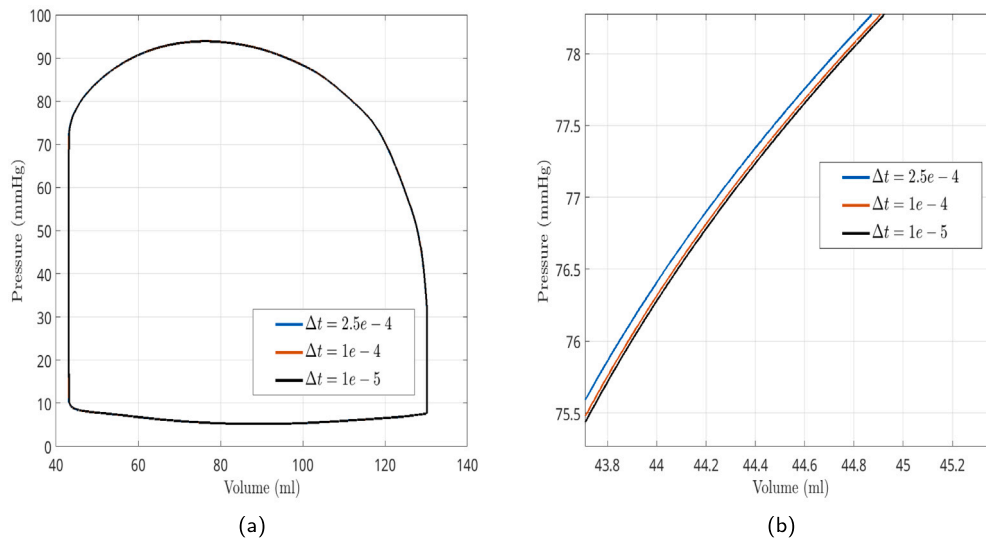 100
90
80
70
60
50
40
30
20
10
0
Pressure (mmHg)
Δt = 2.5e − 4
Δt = 1e − 4
Δt = 1e − 5
40 60 80 100 120 140
Volume (ml)
(a)
78
77.5
77
76.5
76
75.5
Pressure (mmHg)
Δt = 2.5e − 4
Δt = 1e − 4
Δt = 1e − 5
43.8 44 44.2 44.4 44.6 44.8 45 45.2
Volume (ml)
(b)